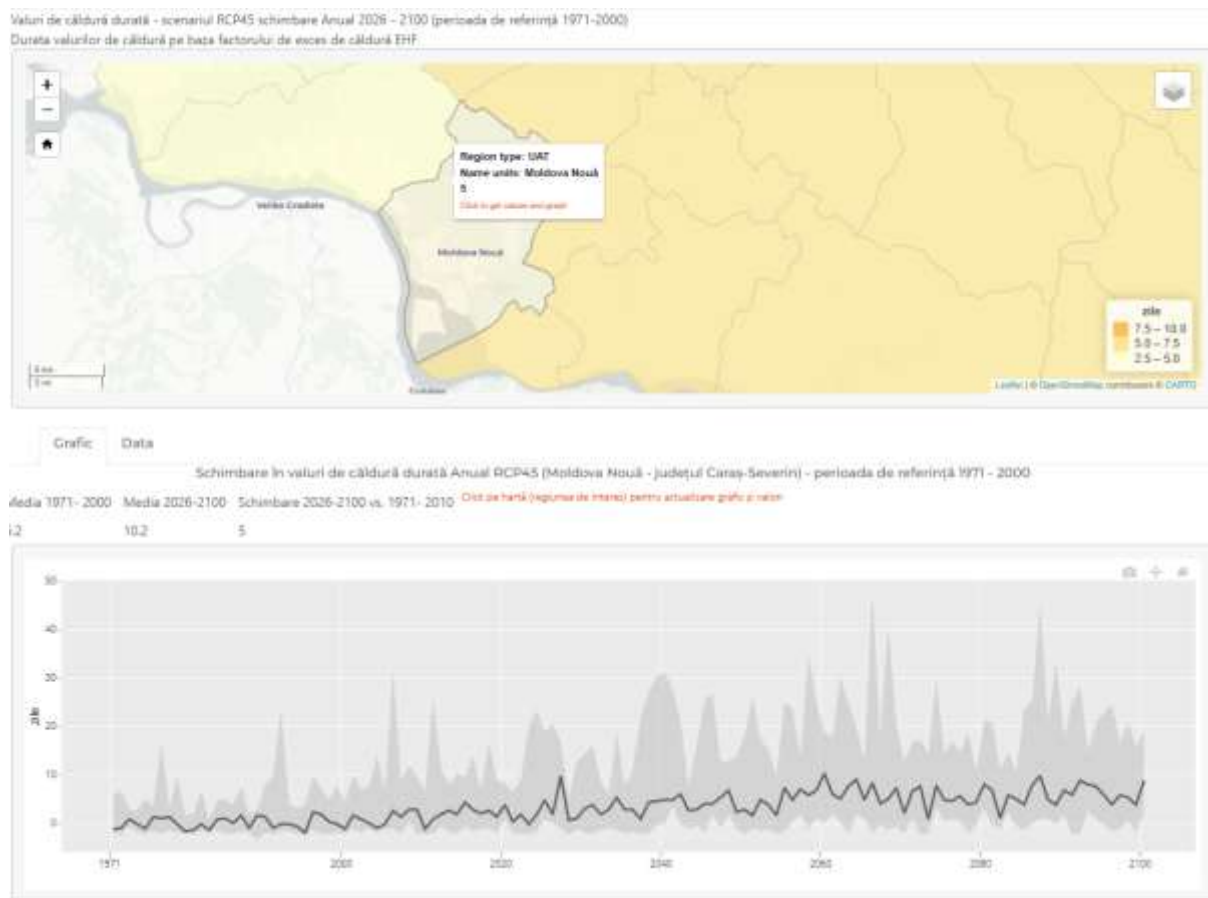 Valuri de căldură durată - scenariul RCP45 schimbare Anual 2026 - 2100 (perioada de referință 1971-2000)
Durata valurilor de căldură pe baza factorului de exces de căldură EHF
+
−
Region type: UAT
Name units: Moldova Nouă
5
Click to get values and graph
Moldova Nouă
zile
7.5 – 10.0
5.0 – 7.5
2.5 – 5.0
Leaflet | © OpenStreetMap contributors © CARTO
Grafic Data
Schimbare în valuri de căldură durată Anual RCP45 (Moldova Nouă - județul Caraș-Severin) - perioada de referință 1971 - 2000
Media 1971- 2000 Media 2026-2100 Schimbare 2026-2100 vs. 1971- 2010 Click pe hartă (regiunea de interes) pentru actualizare grafic și valori
.2 10.2 5
50
40
30
20
10
0
zile
1971 2000 2020 2040 2060 2080 2100